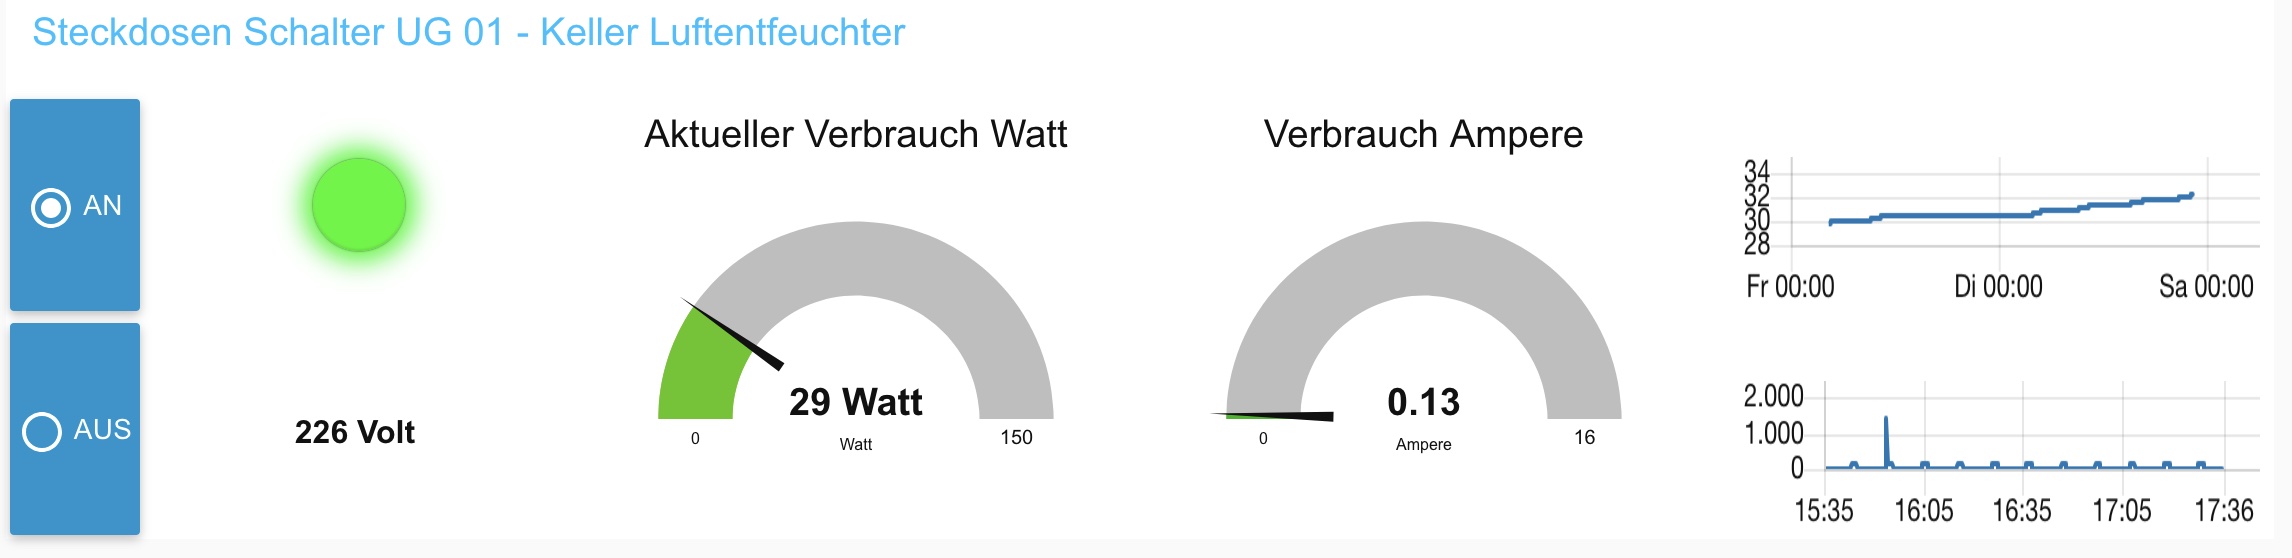 Steckdosen Schalter UG 01 - Keller Luftentfeuchter
AN
AUS
226 Volt
Aktueller Verbrauch Watt
29 Watt
0
Watt
150
Verbrauch Ampere
0.13
0
Ampere
16
34
32
30
28
Fr 00:00 Di 00:00 Sa 00:00
2.000
1.000
0
15:35 16:05 16:35 17:05 17:36